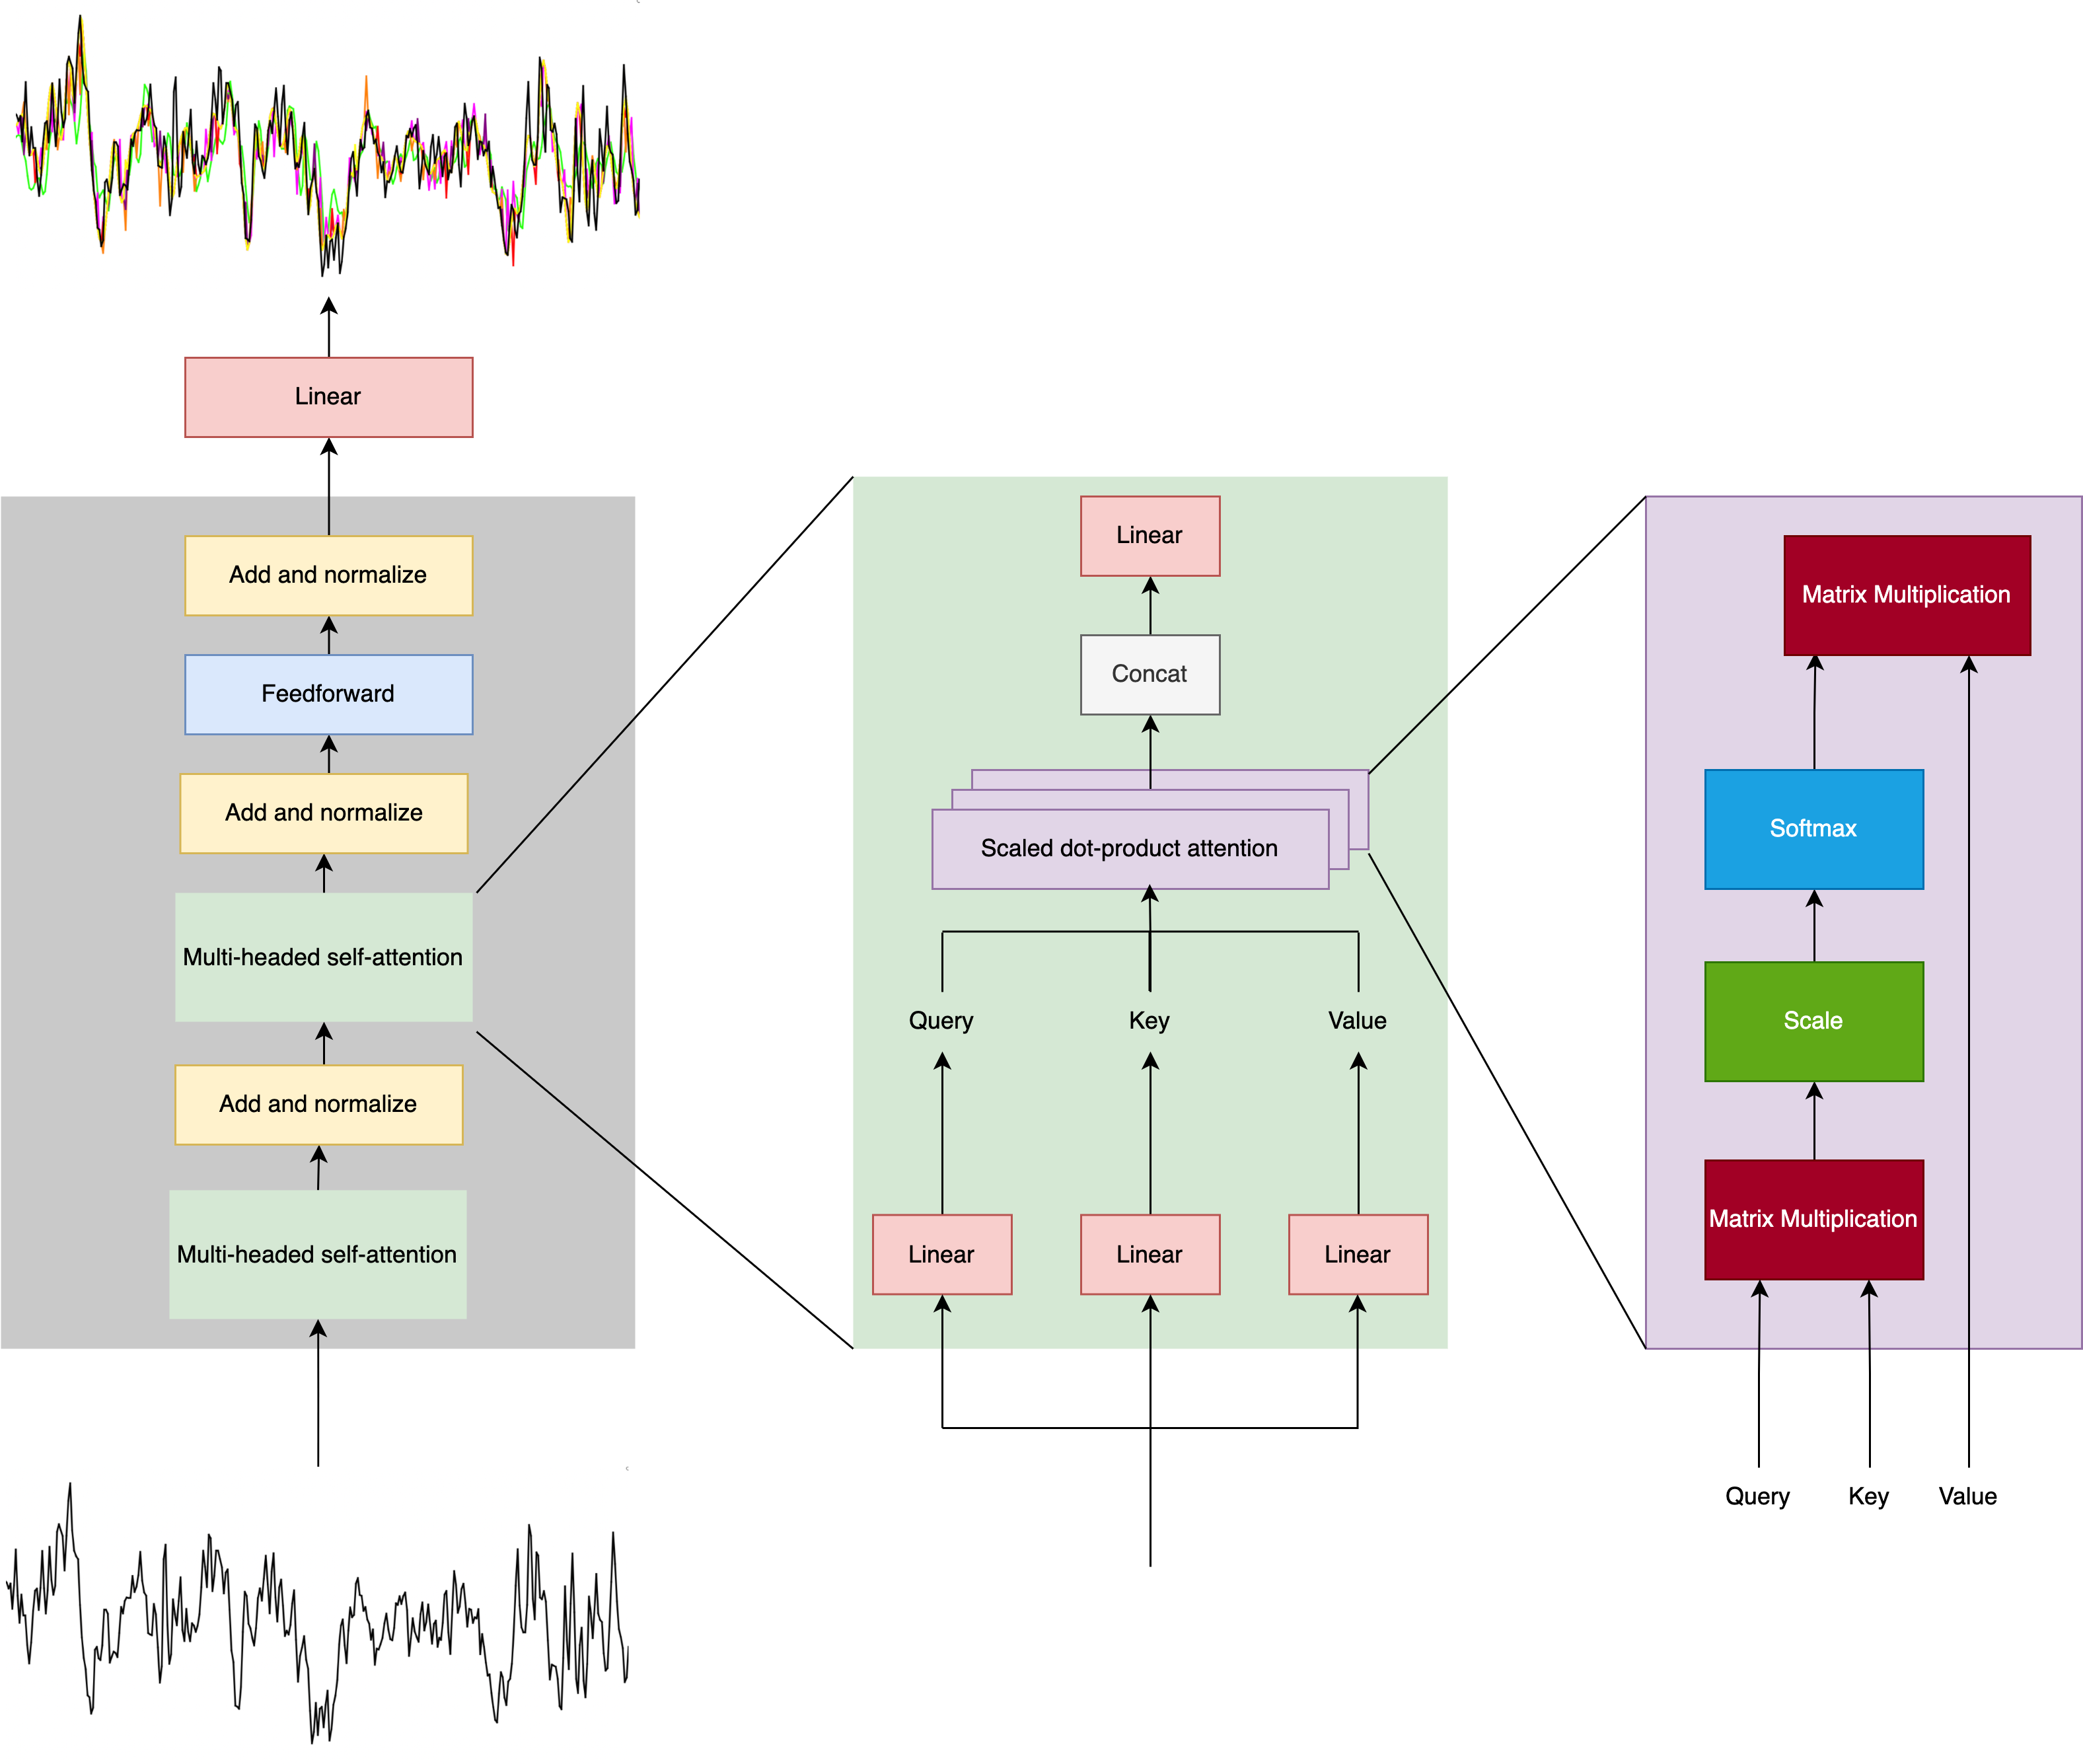 Linear
Add and normalize
Feedforward
Add and normalize
Multi-headed self-attention
Add and normalize
Multi-headed self-attention
Linear
Concat
Scaled dot-product attention
Query Key Value
Linear Linear Linear
Matrix Multiplication
Softmax
Scale
Matrix Multiplication
Query Key Value